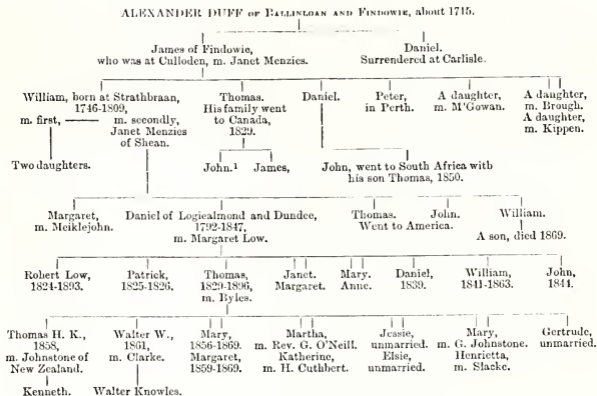 ALEXANDER DUFF OF BALLINLOAN AND FINDOWIE, about 1715.
James of Findowie,
who was at Culloden, m. Janet Menzies.
Daniel.
Surrendered at Carlisle.
William, born at Strathbraan,
1746-1809,
m. first, —— m. secondly,
Janet Menzies
of Shean.
Thomas.
His family went
to Canada,
1829.
Daniel.
Peter,
in Perth.
A daughter,
m. M'Gowan.
A daughter,
m. Brough.
A daughter,
m. Kippen.
Two daughters.
John.¹
James,
John, went to South Africa with
his son Thomas, 1850.
Margaret,
m. Meiklejohn.
Daniel of Logiealmond and Dundee,
1792-1847,
m. Margaret Low.
Thomas. John.
Went to America.
William.
A son, died 1869.
Robert Low,
1824-1893.
Patrick,
1825-1826.
Thomas,
1829-1896,
m. Byles.
Janet.
Margaret.
Mary.
Anne.
Daniel,
1839.
William,
1841-1863.
John,
1844.
Thomas H. K.,
1858,
m. Johnstone of
New Zealand.
Walter W.,
1861,
m. Clarke.
Mary,
1856-1869.
Margaret,
1859-1869.
Martha,
m. Rev. G. O'Neill.
Katherine,
m. H. Cuthbert.
Jessie,
unmarried.
Elsie,
unmarried.
Mary,
m. G. Johnstone.
Henrietta,
m. Slacke.
Gertrude,
unmarried.
Kenneth.
Walter Knowles.